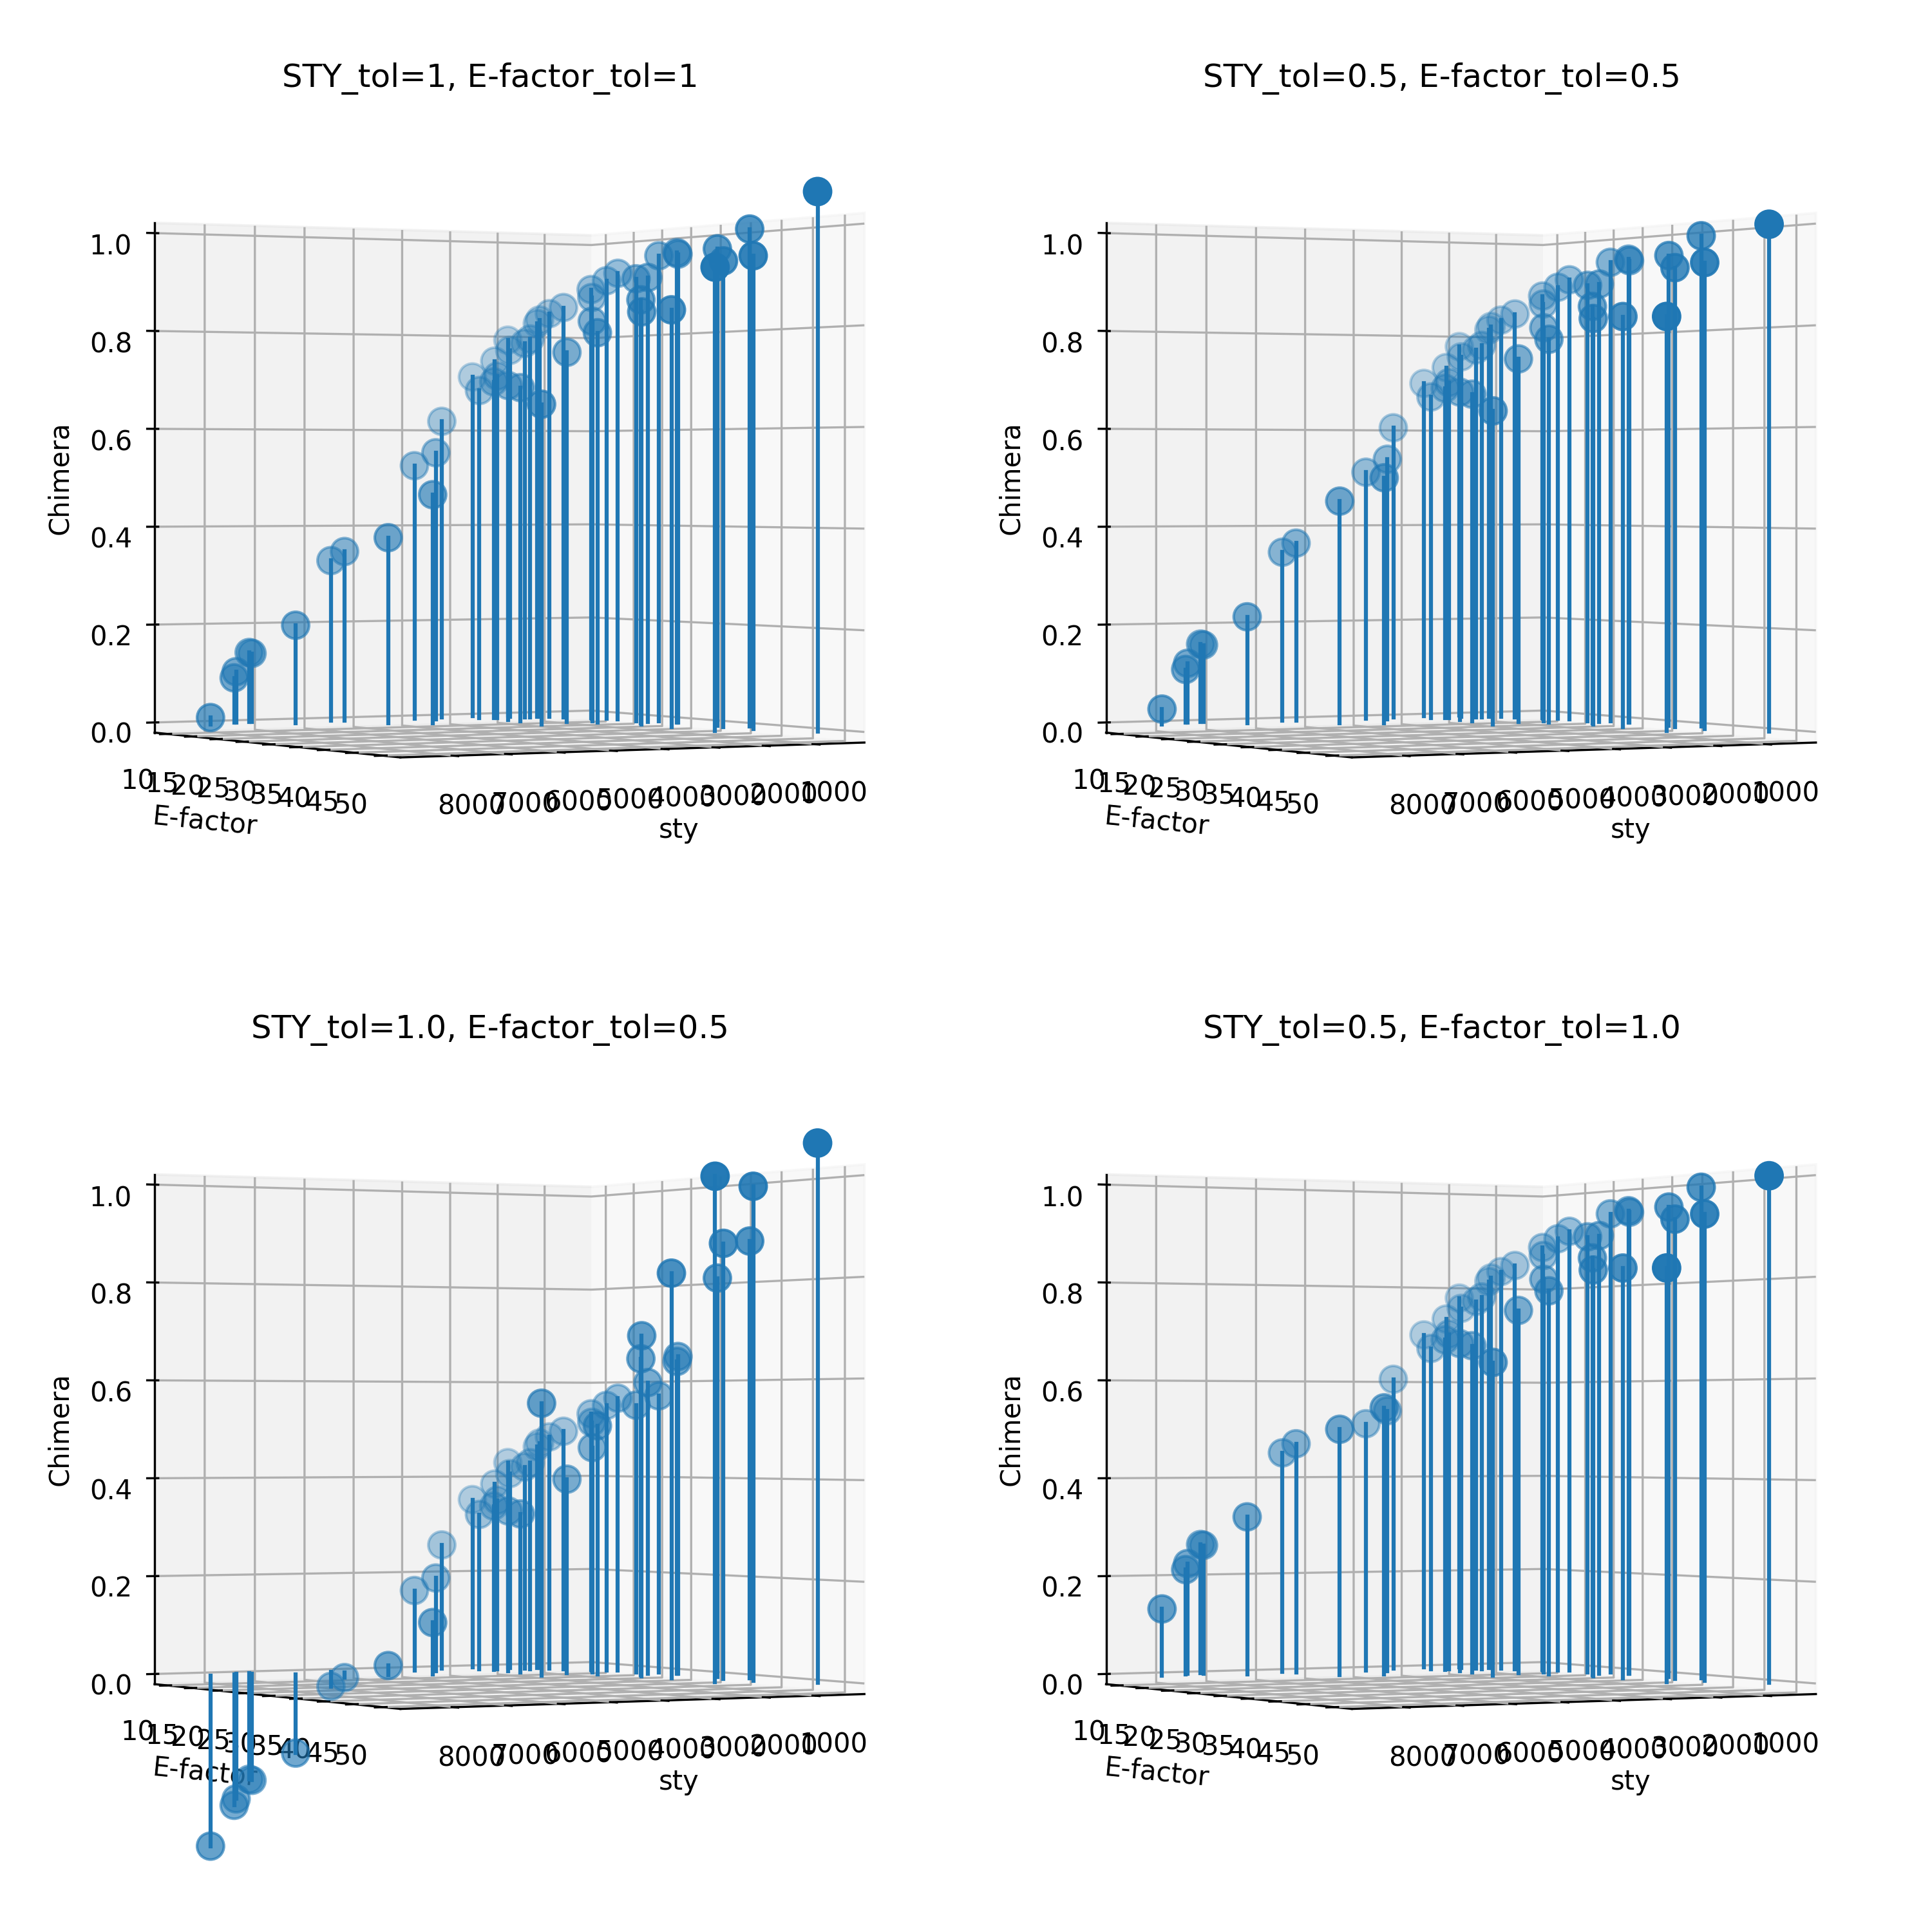 STY_tol=1, E-factor_tol=1
1.0
0.8
0.6
0.4
0.2
0.0
Chimera
10 15 20 25 30 35 40 45 50
E-factor
8000 7000 6000 5000 4000 3000 2000 1000
sty
STY_tol=0.5, E-factor_tol=0.5
1.0
0.8
0.6
0.4
0.2
0.0
Chimera
10 15 20 25 30 35 40 45 50
E-factor
8000 7000 6000 5000 4000 3000 2000 1000
sty
STY_tol=1.0, E-factor_tol=0.5
1.0
0.8
0.6
0.4
0.2
0.0
Chimera
10 15 20 25 30 35 40 45 50
E-factor
8000 7000 6000 5000 4000 3000 2000 1000
sty
STY_tol=0.5, E-factor_tol=1.0
1.0
0.8
0.6
0.4
0.2
0.0
Chimera
10 15 20 25 30 35 40 45 50
E-factor
8000 7000 6000 5000 4000 3000 2000 1000
sty